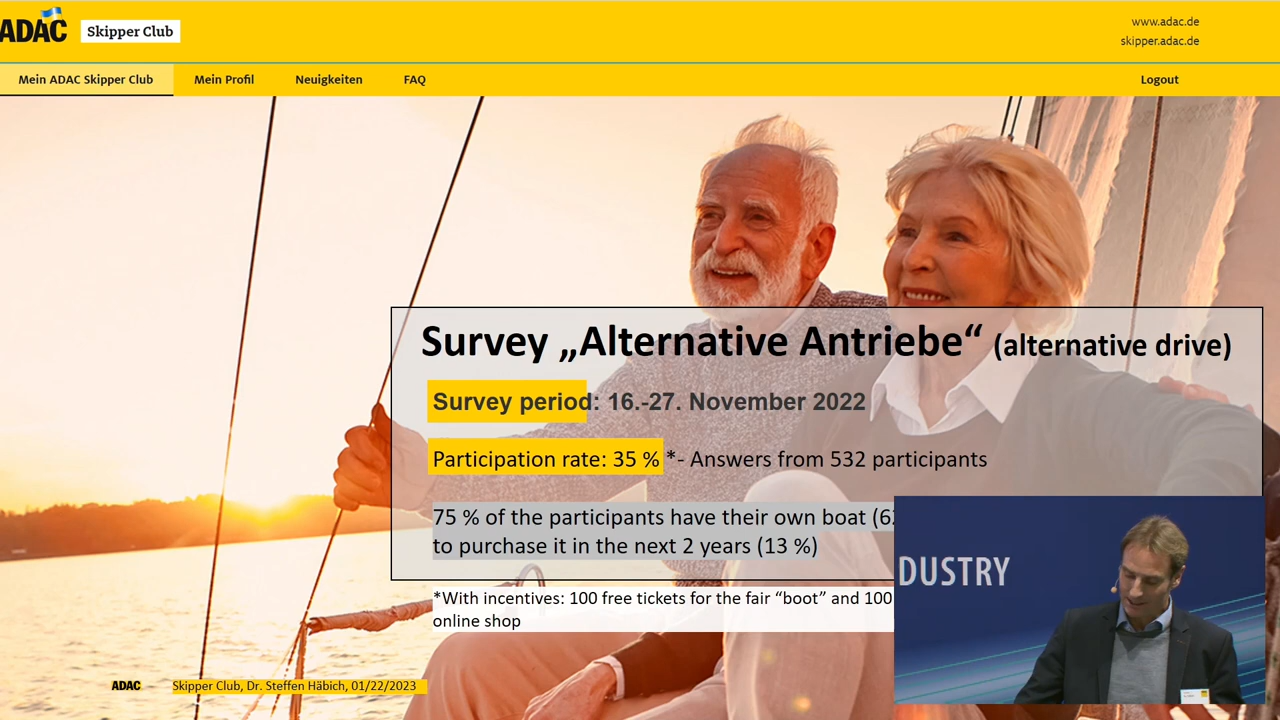 ADAC Skipper Club
www.adac.de
skipper.adac.de
Mein ADAC Skipper Club Mein Profil Neuigkeiten FAQ Logout
Survey „Alternative Antriebe“ (alternative drive)
Survey period: 16.-27. November 2022
Participation rate: 35 % *- Answers from 532 participants
75 % of the participants have their own boat
to purchase it in the next 2 years (13 %)
*With incentives: 100 free tickets for the fair “boot” and 100
online shop
DUSTRY
ADAC Skipper Club, Dr. Steffen Häbich, 01/22/2023